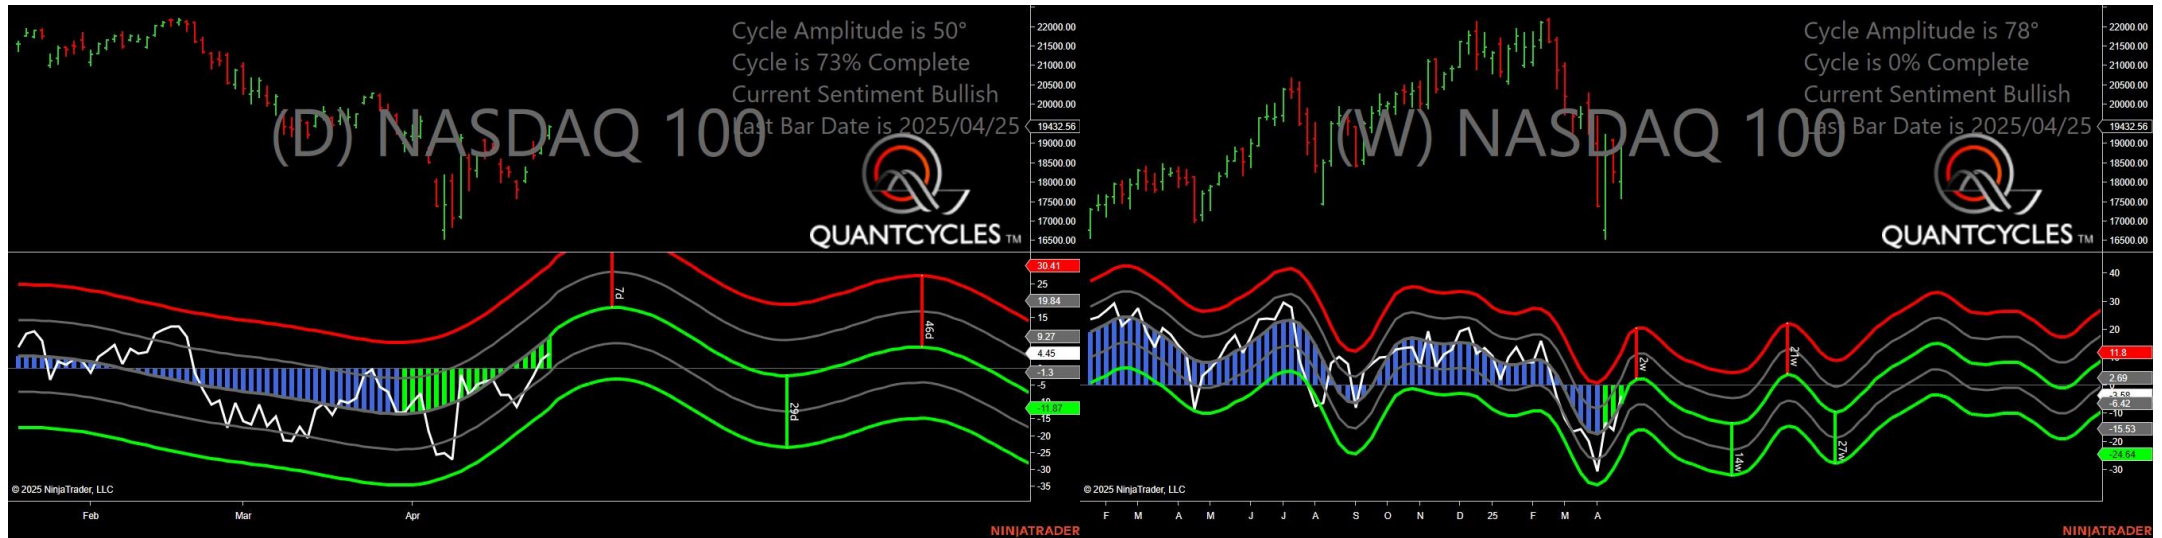 Cycle Amplitude is 50°
Cycle is 73% Complete
Current Sentiment Bullish
Last Bar Date is 2025/04/25
(D) NASDAQ 100
QUANTCYCLES TM
22000.00
21500.00
21000.00
20500.00
20000.00
19432.56
19000.00
18500.00
18000.00
17500.00
17000.00
16500.00
7d
29d
46d
30.41
25
19.84
15
9.27
4.45
-1.3
-5
-11.87
-15
-20
-25
-30
-35
© 2025 NinjaTrader, LLC
Feb
Mar
Apr
NINJATRADER
Cycle Amplitude is 78°
Cycle is 0% Complete
Current Sentiment Bullish
Last Bar Date is 2025/04/25
(W) NASDAQ 100
QUANTCYCLES TM
22000.00
21500.00
21000.00
20500.00
20000.00
19432.56
19000.00
18500.00
18000.00
17500.00
17000.00
16500.00
2w
14w
21w
27w
40
30
20
11.8
2.69
-6.42
-10
-15.53
-20
-24.64
-30
© 2025 NinjaTrader, LLC
F
M
A
M
J
J
A
S
O
N
D
25
F
M
A
NINJATRADER